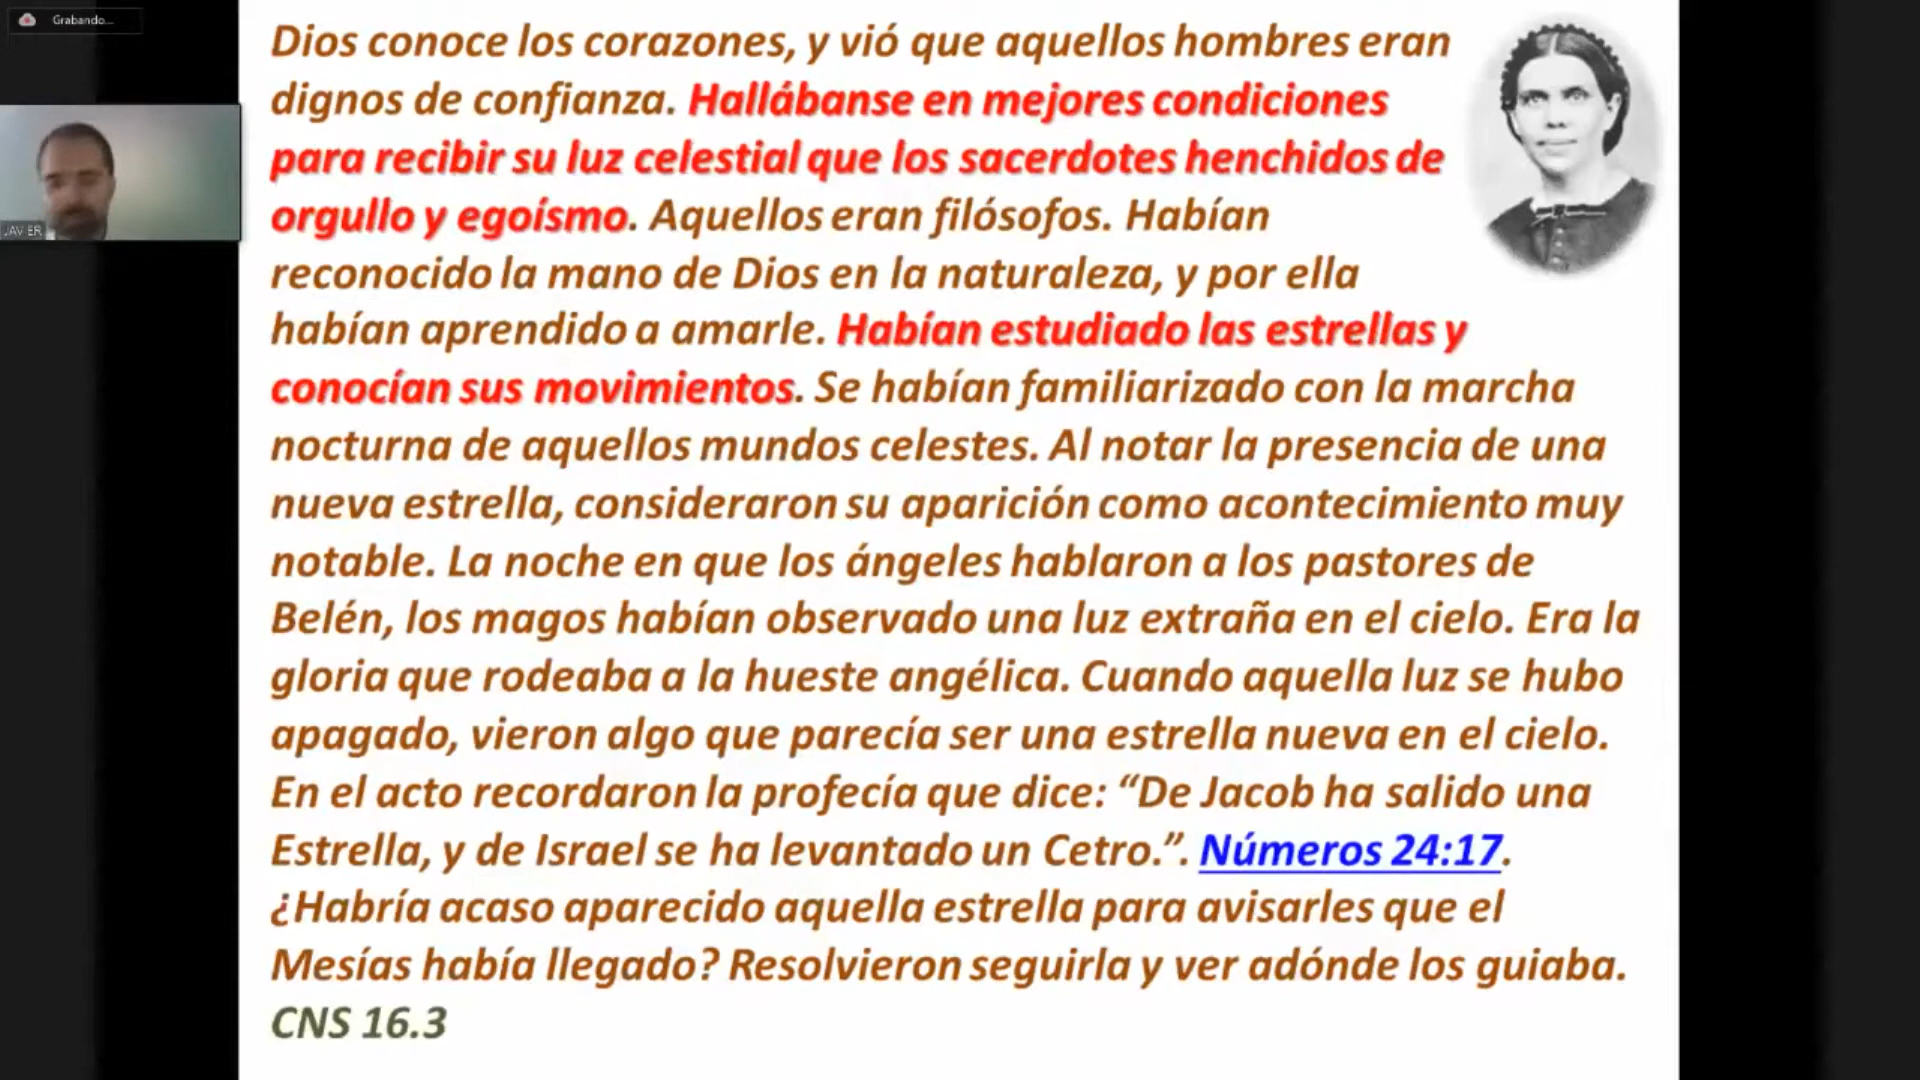 Grabando...
Dios conoce los corazones, y vió que aquellos hombres eran
dignos de confianza. Hallábanse en mejores condiciones
para recibir su luz celestial que los sacerdotes henchidos de
orgullo y egoísmo. Aquellos eran filósofos. Habían
reconocido la mano de Dios en la naturaleza, y por ella
habían aprendido a amarle. Habían estudiado las estrellas y
conocían sus movimientos. Se habían familiarizado con la marcha
nocturna de aquellos mundos celestes. Al notar la presencia de una
nueva estrella, consideraron su aparición como acontecimiento muy
notable. La noche en que los ángeles hablaron a los pastores de
Belén, los magos habían observado una luz extraña en el cielo. Era la
gloria que rodeaba a la hueste angélica. Cuando aquella luz se hubo
apagado, vieron algo que parecía ser una estrella nueva en el cielo.
En el acto recordaron la profecía que dice: “De Jacob ha salido una
Estrella, y de Israel se ha levantado un Cetro.”. Números 24:17.
¿Habría acaso aparecido aquella estrella para avisarles que el
Mesías había llegado? Resolvieron seguirla y ver adónde los guiaba.
CNS 16.3
JAVIER